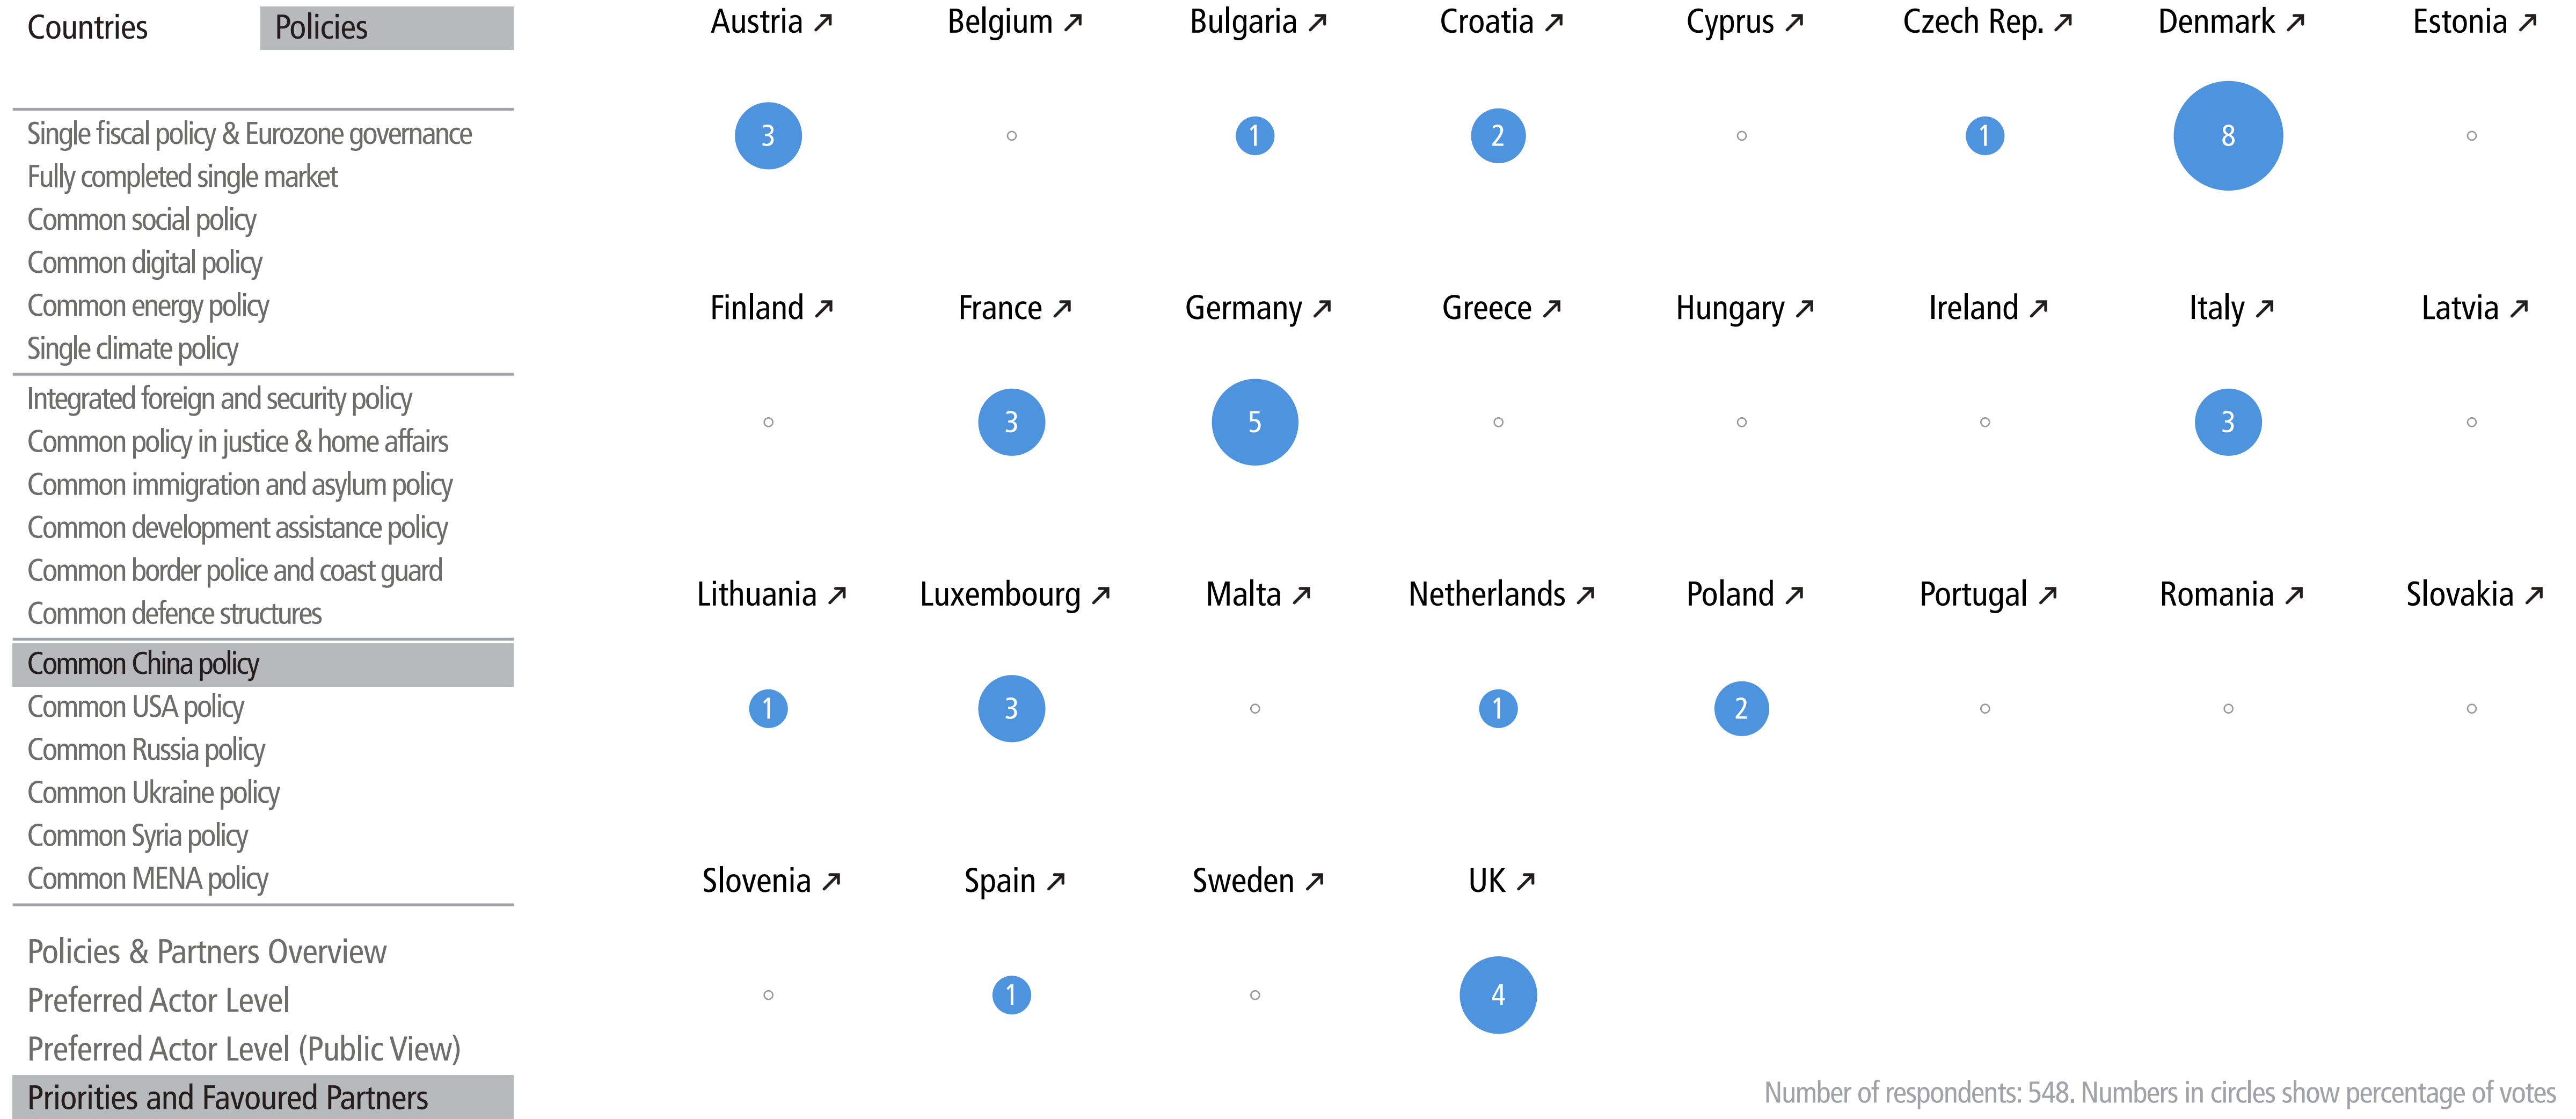 Countries
Policies
Single fiscal policy & Eurozone governance
Fully completed single market
Common social policy
Common digital policy
Common energy policy
Single climate policy
Integrated foreign and security policy
Common policy in justice & home affairs
Common immigration and asylum policy
Common development assistance policy
Common border police and coast guard
Common defence structures
Common China policy
Common USA policy
Common Russia policy
Common Ukraine policy
Common Syria policy
Common MENA policy
Policies & Partners Overview
Preferred Actor Level
Preferred Actor Level (Public View)
Priorities and Favoured Partners
Austria ↗ Belgium ↗ Bulgaria ↗ Croatia ↗ Cyprus ↗ Czech Rep. ↗ Denmark ↗ Estonia ↗
3 1 2 1 8
Finland ↗ France ↗ Germany ↗ Greece ↗ Hungary ↗ Ireland ↗ Italy ↗ Latvia ↗
3 5 3
Lithuania ↗ Luxembourg ↗ Malta ↗ Netherlands ↗ Poland ↗ Portugal ↗ Romania ↗ Slovakia ↗
1 3 1 2
Slovenia ↗ Spain ↗ Sweden ↗ UK ↗
1 4
Number of respondents: 548. Numbers in circles show percentage of votes